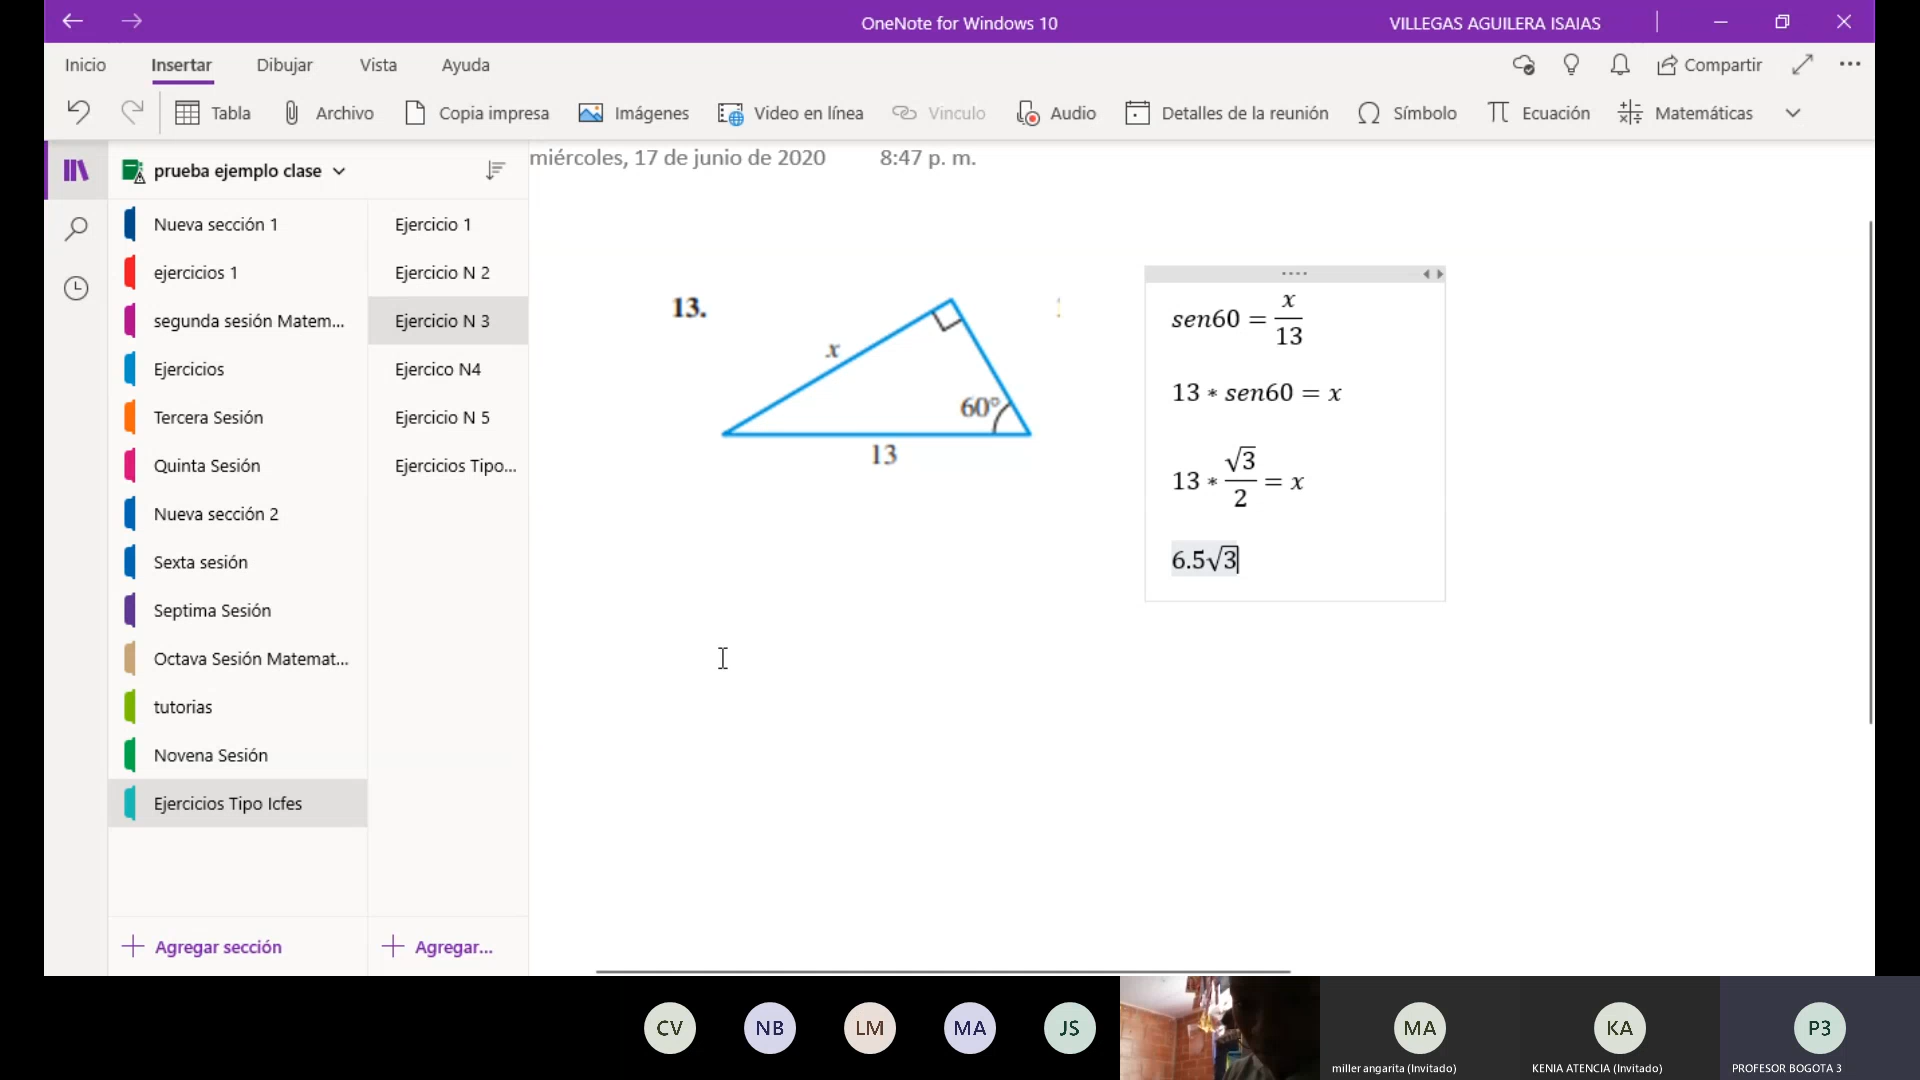 OneNote for Windows 10
VILLEGAS AGUILERA ISAIAS
Inicio
Insertar
Dibujar
Vista
Ayuda
Compartir
Tabla
Archivo
Copia impresa
Imágenes
Video en línea
Vinculo
Audio
Detalles de la reunión
Símbolo
Ecuación
Matemáticas
prueba ejemplo clase
Nueva sección 1
ejercicios 1
segunda sesión Matem...
Ejercicios
Tercera Sesión
Quinta Sesión
Nueva sección 2
Sexta sesión
Septima Sesión
Octava Sesión Matemat...
tutorias
Novena Sesión
Ejercicios Tipo Icfes
Agregar sección
Ejercicio 1
Ejercicio N 2
Ejercicio N 3
Ejercico N4
Ejercicio N 5
Ejercicios Tipo...
Agregar...
miércoles, 17 de junio de 2020 8:47 p. m.
13.
x
60°
13
sen60 = x/13
13 * sen60 = x
13 * √3/2 = x
6.5√3
CV
NB
LM
MA
JS
MA
miller angarita (Invitado)
KA
KENIA ATENCIA (Invitado)
P3
PROFESOR BOGOTA 3